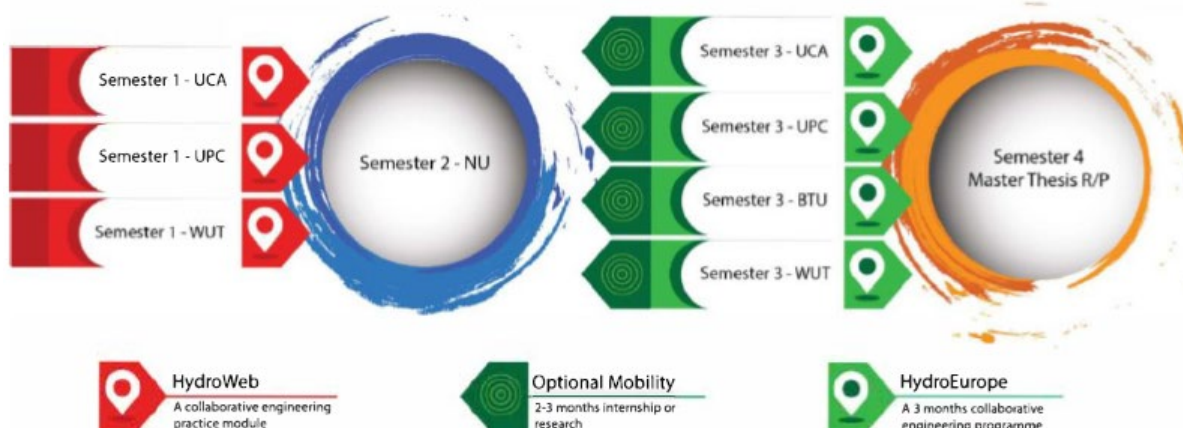 Semester 1 - UCA
Semester 1 - UPC
Semester 1 - WUT
Semester 2 - NU
Semester 3 - UCA
Semester 3 - UPC
Semester 3 - BTU
Semester 3 - WUT
Semester 4
Master Thesis R/P
HydroWeb
A collaborative engineering
practice module
Optional Mobility
2-3 months internship or
research
HydroEurope
A 3 months collaborative
engineering programme